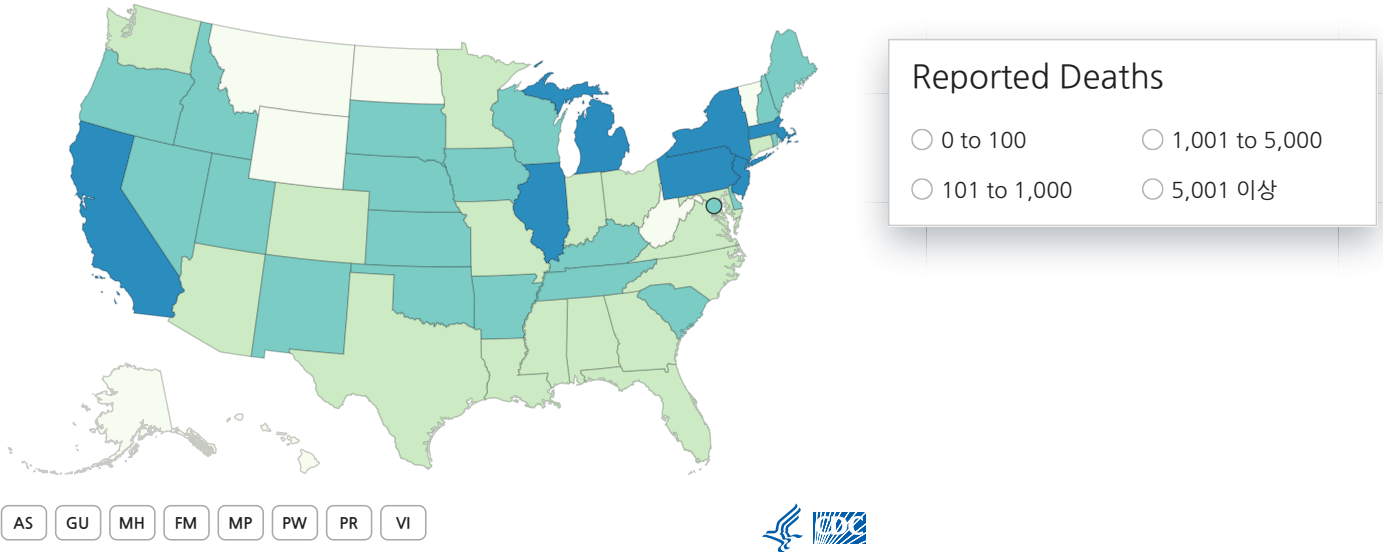 Reported Deaths
0 to 100
1,001 to 5,000
101 to 1,000
5,001 이상
AS
GU
MH
FM
MP
PW
PR
VI
CDC